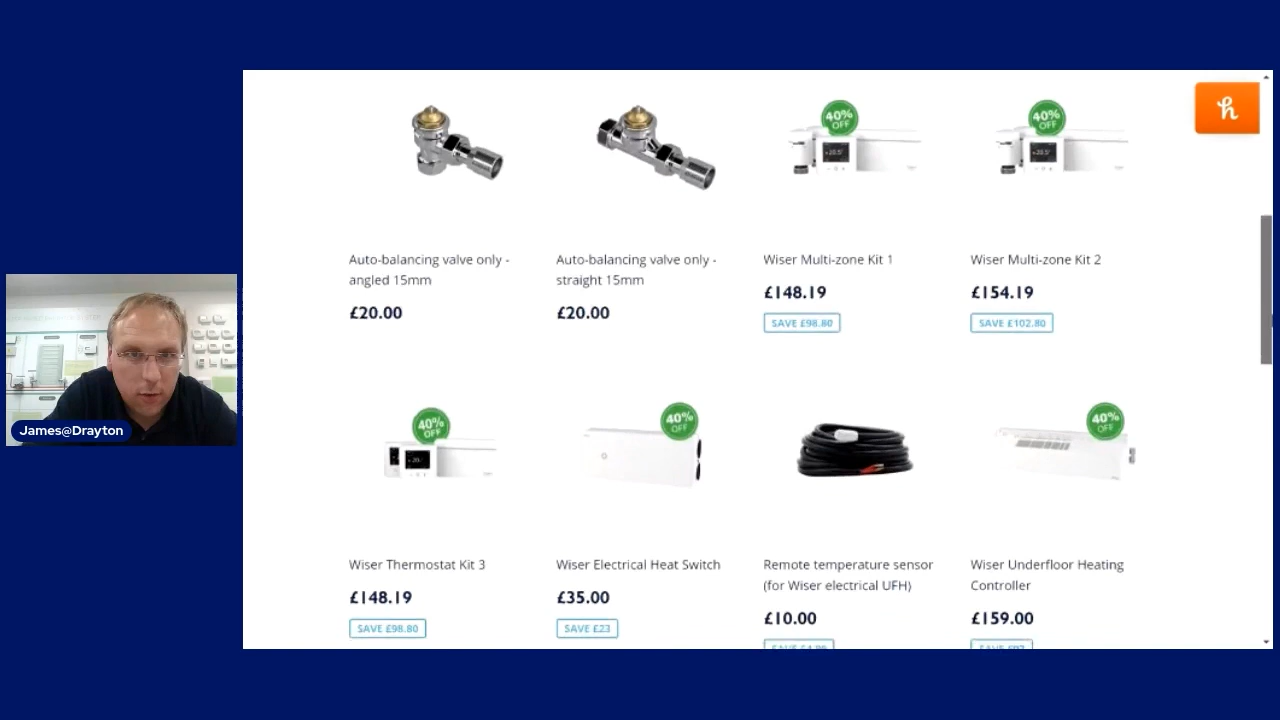 40%
OFF
40%
OFF
Auto-balancing valve only -
angled 15mm
£20.00
Auto-balancing valve only -
straight 15mm
£20.00
Wiser Multi-zone Kit 1
£148.19
SAVE £98.80
Wiser Multi-zone Kit 2
£154.19
SAVE £102.80
James@Drayton
40%
OFF
40%
OFF
40%
OFF
Wiser Thermostat Kit 3
£148.19
SAVE £98.80
Wiser Electrical Heat Switch
£35.00
SAVE £23
Remote temperature sensor
(for Wiser electrical UFH)
£10.00
Wiser Underfloor Heating
Controller
£159.00